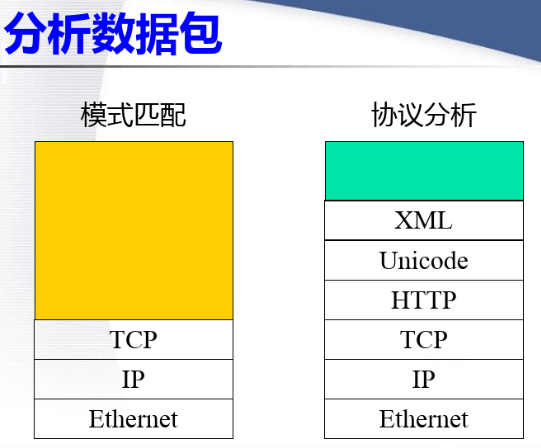 分析数据包
模式匹配
TCP
IP
Ethernet
协议分析
XML
Unicode
HTTP
TCP
IP
Ethernet